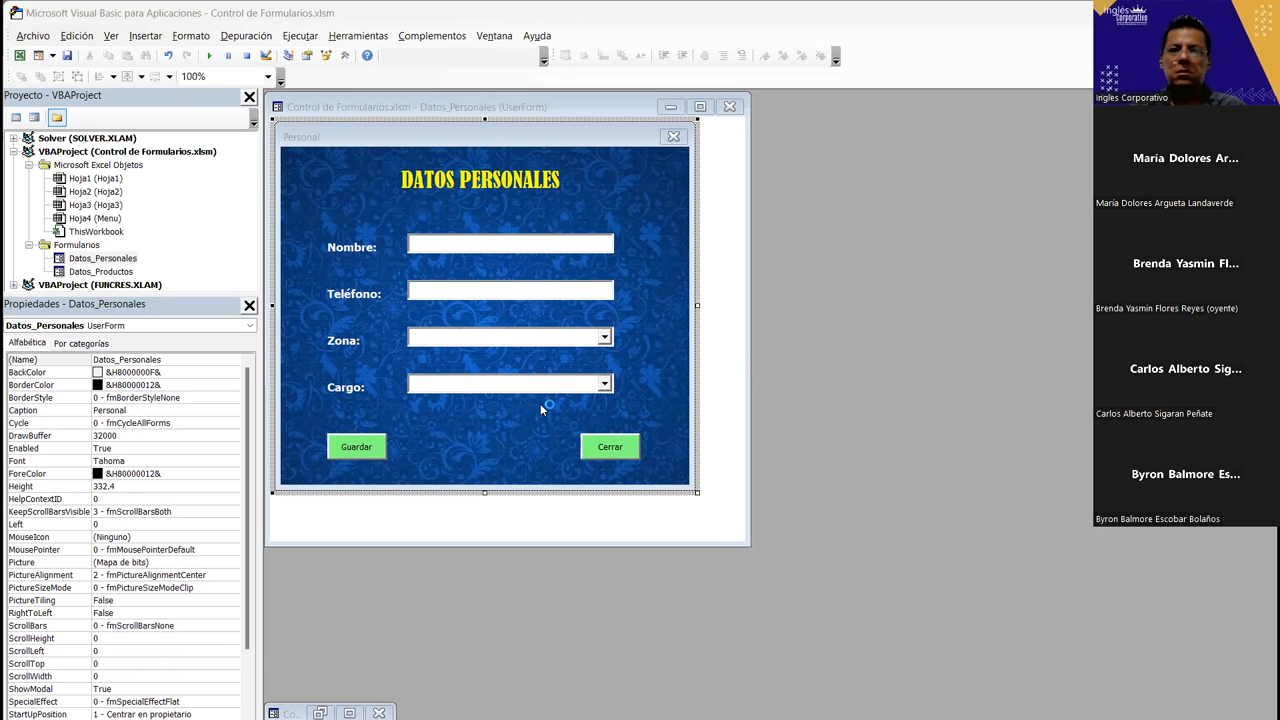 Microsoft Visual Basic para Aplicaciones - Control de Formularios.xlsm
Archivo Edición Ver Insertar Formato Depuración Ejecutar Herramientas Complementos Ventana Ayuda
100%
Proyecto - VBAProject
Solver (SOLVER.XLAM)
VBAProject (Control de Formularios.xlsm)
Microsoft Excel Objetos
Hoja1 (Hoja1)
Hoja2 (Hoja2)
Hoja3 (Hoja3)
Hoja4 (Menu)
ThisWorkbook
Formularios
Datos_Personales
Datos_Productos
VBAProject (FUNCRES.XLAM)
Propiedades - Datos_Personales
Datos_Personales UserForm
Alfabética Por categorías
(Name) Datos_Personales
BackColor &H8000000F&
BorderColor &H80000012&
BorderStyle 0 - fmBorderStyleNone
Caption Personal
Cycle 0 - fmCycleAllForms
DrawBuffer 32000
Enabled True
Font Tahoma
ForeColor &H80000012&
Height 332.4
HelpContextID 0
KeepScrollBarsVisible 3 - fmScrollBarsBoth
Left 0
MouseIcon (Ninguno)
MousePointer 0 - fmMousePointerDefault
Picture (Mapa de bits)
PictureAlignment 2 - fmPictureAlignmentCenter
PictureSizeMode 0 - fmPictureSizeModeClip
PictureTiling False
RightToLeft False
ScrollBars 0 - fmScrollBarsNone
ScrollHeight 0
ScrollLeft 0
ScrollTop 0
ScrollWidth 0
ShowModal True
SpecialEffect 0 - fmSpecialEffectFlat
StartUpPosition 1 - Centrar en propietario
Control de Formularios.xlsm - Datos_Personales (UserForm)
Personal
DATOS PERSONALES
Nombre:
Teléfono:
Zona:
Cargo:
Guardar Cerrar
Co...
Inglés
Corporativo
Ingles Corporativo
María Dolores Ar...
María Dolores Argueta Landaverde
Brenda Yasmin Fl...
Brenda Yasmin Flores Reyes (oyente)
Carlos Alberto Sig...
Carlos Alberto Sigaran Peñate
Byron Balmore Es...
Byron Balmore Escobar Bolaños